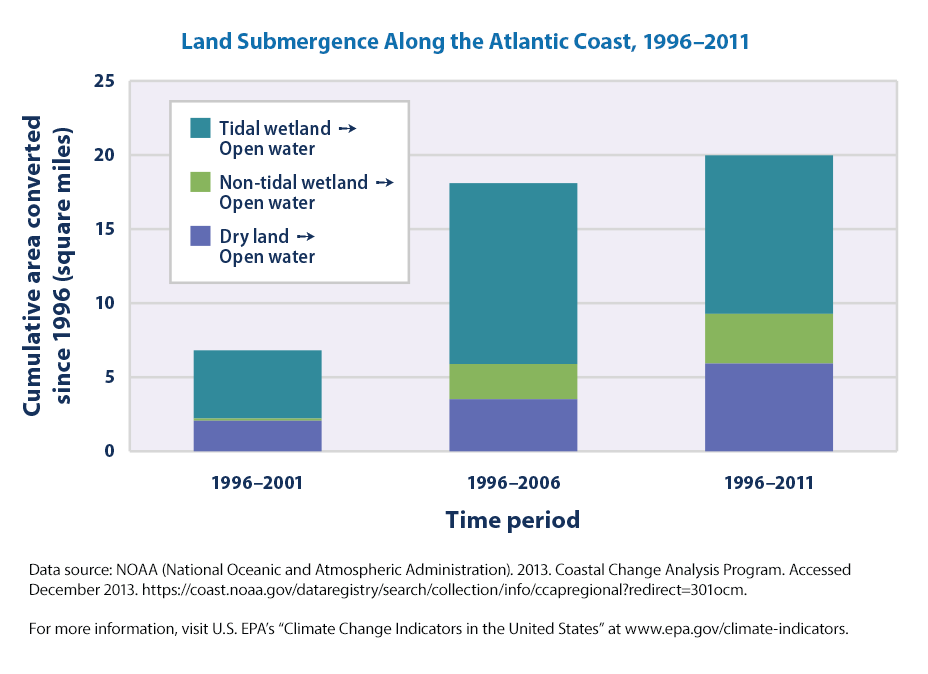 Land Submergence Along the Atlantic Coast, 1996–2011
Cumulative area converted
since 1996 (square miles)
25
20
15
10
5
0
Tidal wetland ⇢
Open water
Non-tidal wetland ⇢
Open water
Dry land ⇢
Open water
1996–2001
1996–2006
1996–2011
Time period
Data source: NOAA (National Oceanic and Atmospheric Administration). 2013. Coastal Change Analysis Program. Accessed
December 2013. https://coast.noaa.gov/dataregistry/search/collection/info/ccapregional?redirect=301ocm.
For more information, visit U.S. EPA’s “Climate Change Indicators in the United States” at www.epa.gov/climate-indicators.